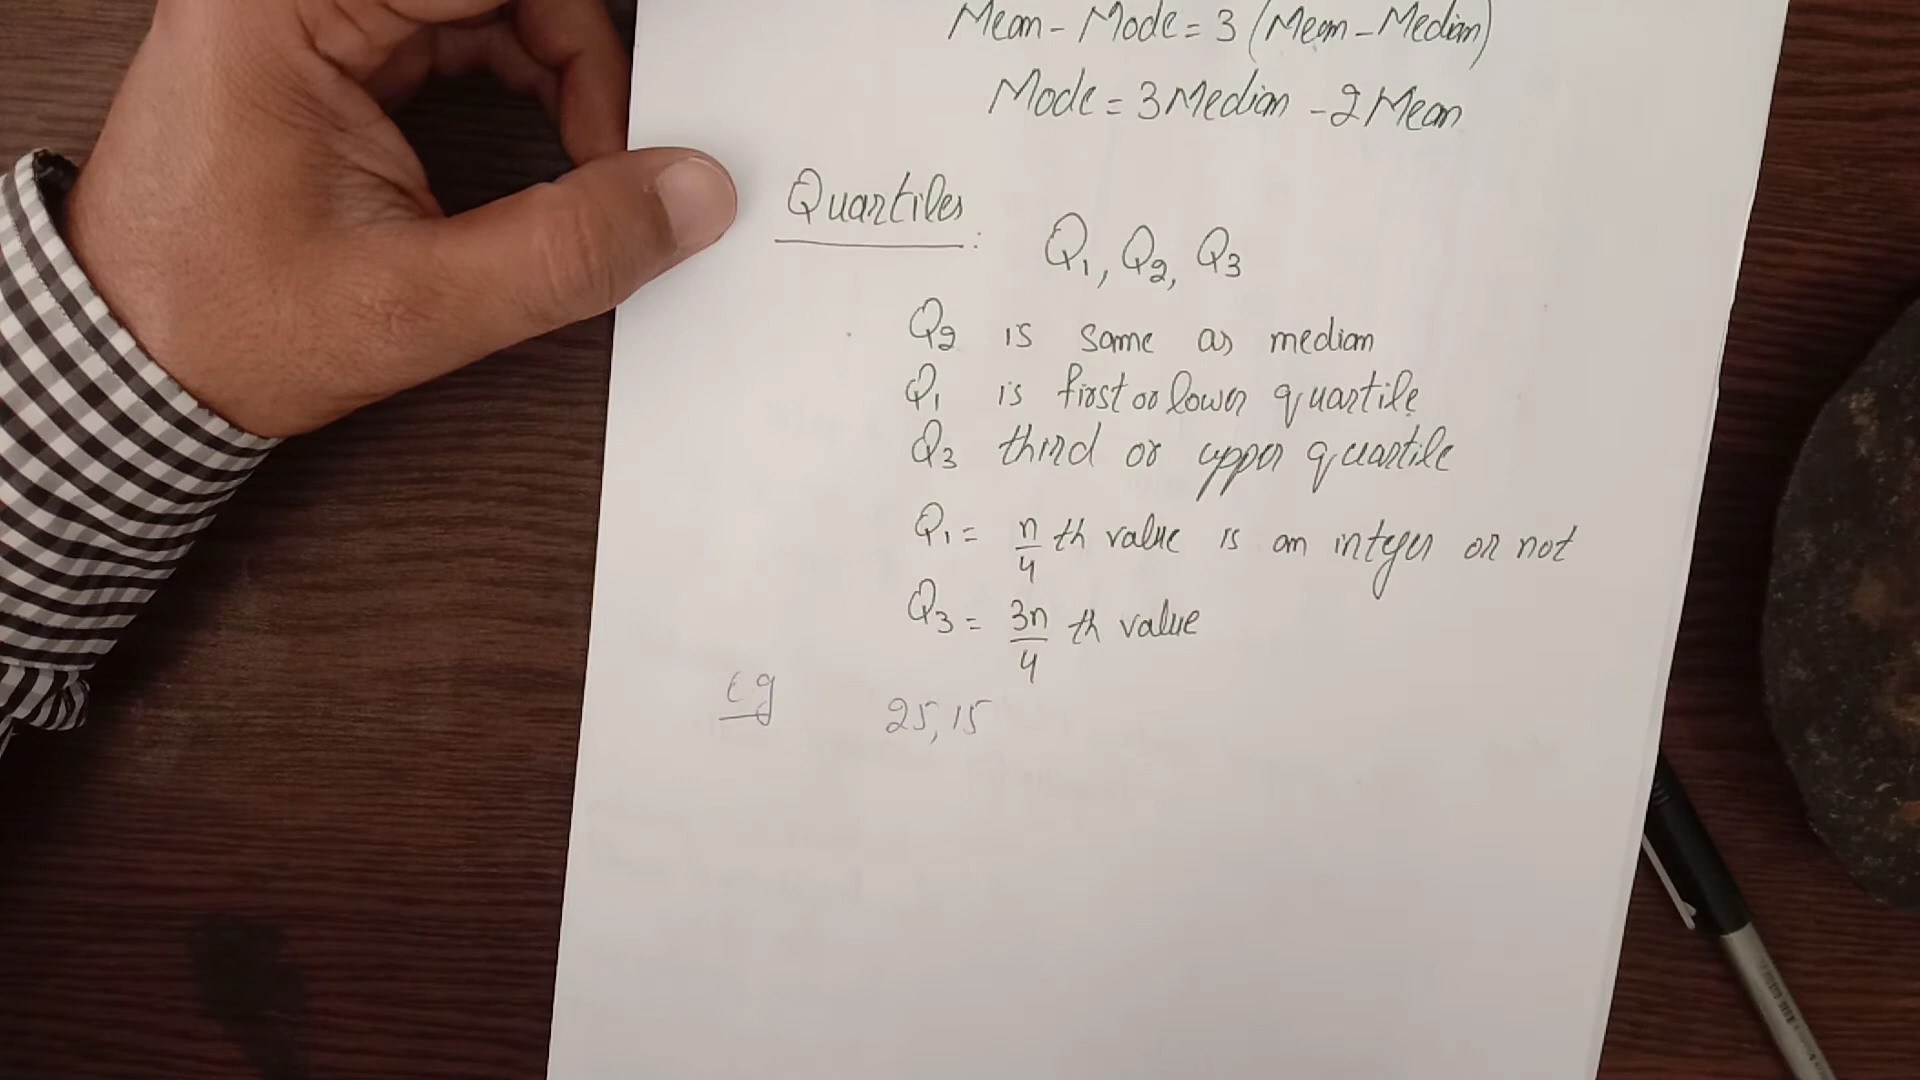 Mean - Mode = 3 (Mean - Median)
Mode = 3 Median - 2 Mean
Quartiles : Q1, Q2, Q3
Q2 is same as median
Q1 is first or lower quartile
Q3 third or upper quartile
Q1 = n/4 th value is an integer or not
Q3 = 3n/4 th value
eg 25, 15